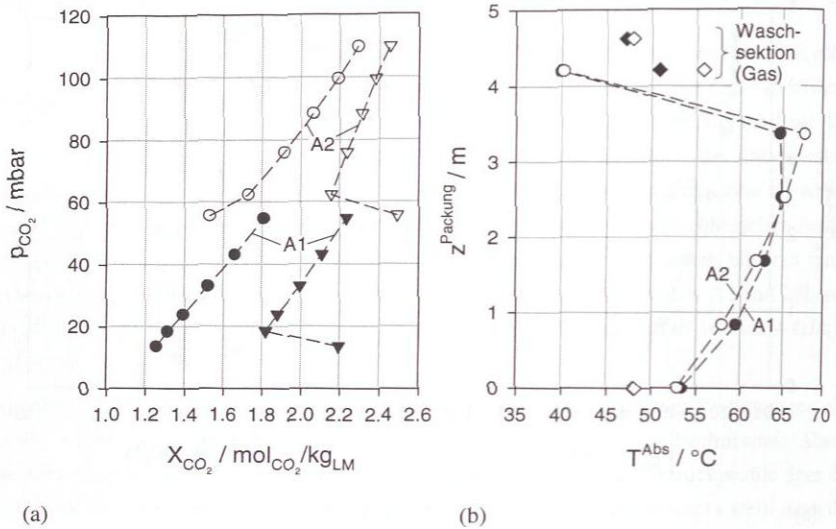 120
100
80
60
40
20
0
p_CO₂ / mbar
A2
A1
1.0 1.2 1.4 1.6 1.8 2.0 2.2 2.4 2.6
X_CO₂ / mol_CO₂/kg_LM
(a)
5
4
3
2
1
0
z^Packung / m
Wasch-
sektion
(Gas)
A2
A1
35 40 45 50 55 60 65 70
T^Abs / °C
(b)